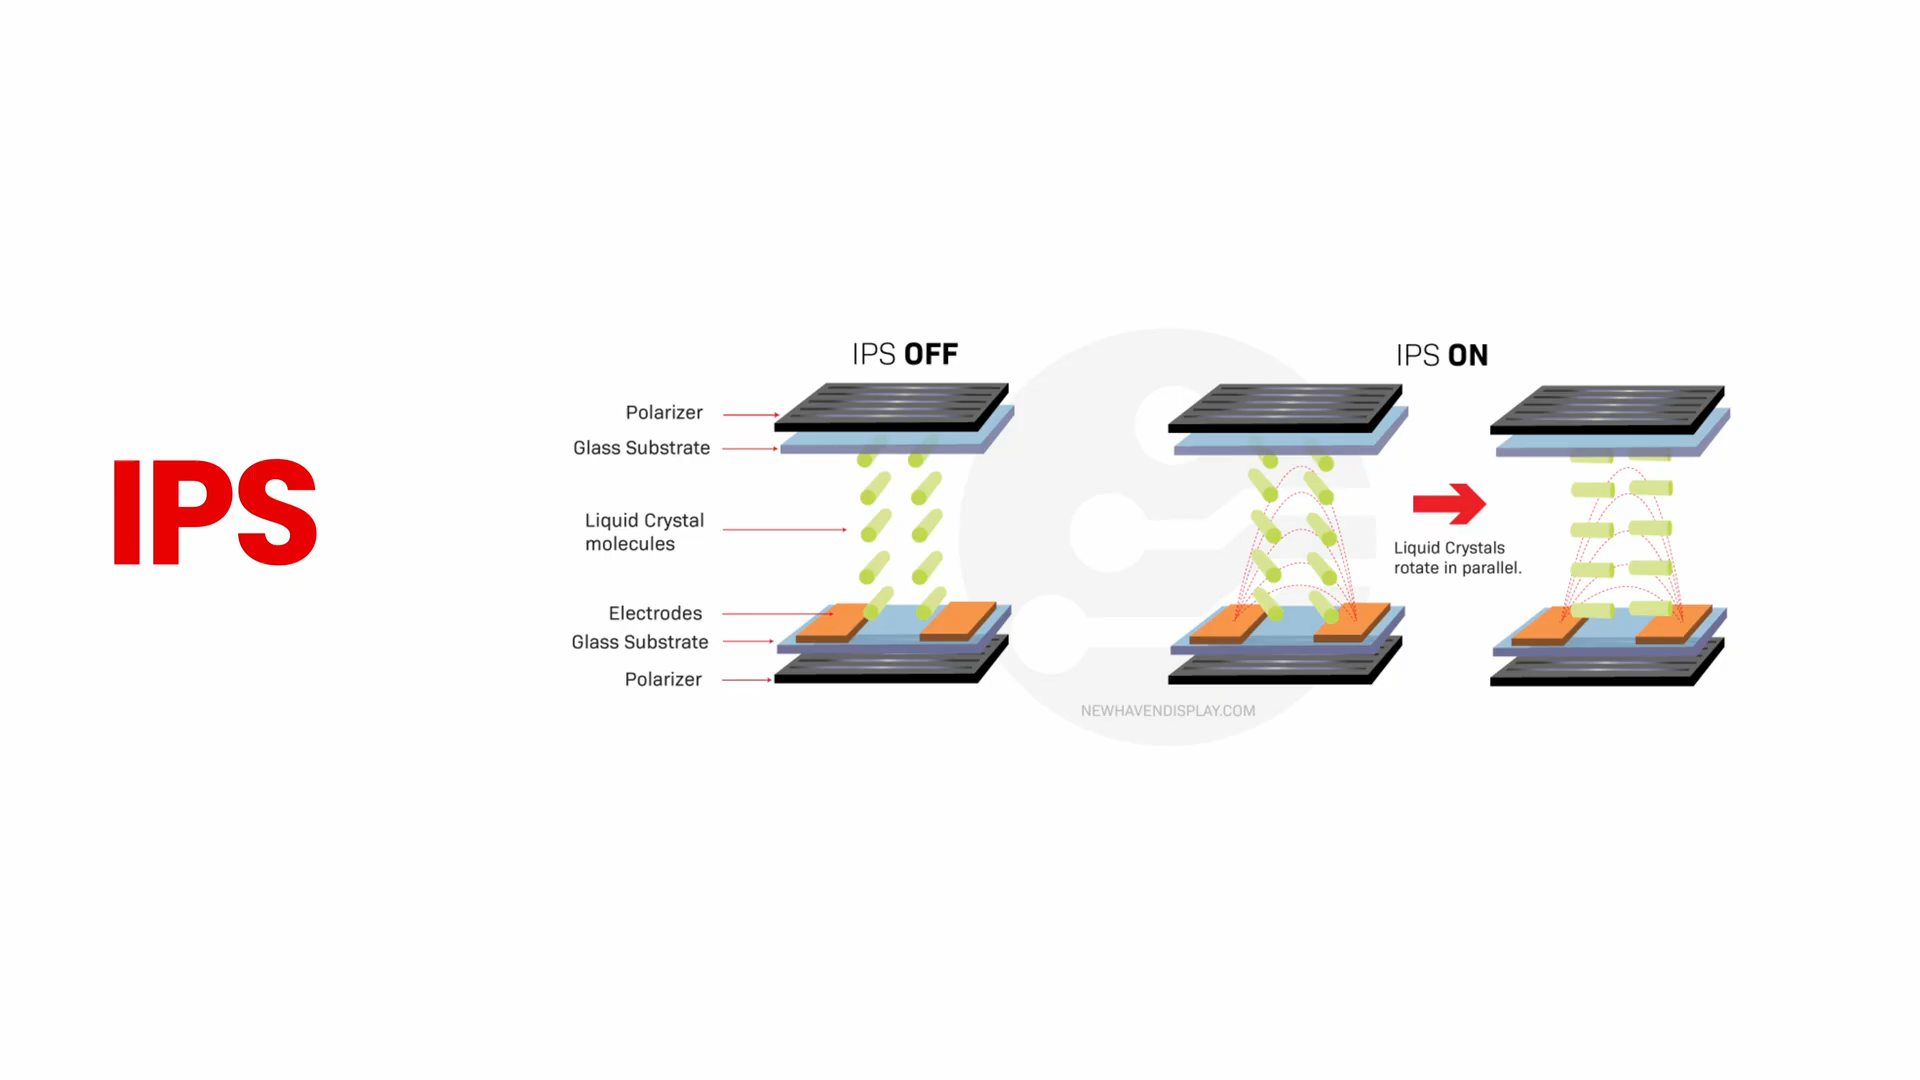 IPS
IPS OFF
Polarizer
Glass Substrate
Liquid Crystal
molecules
Electrodes
Glass Substrate
Polarizer
IPS ON
Liquid Crystals
rotate in parallel.
NEWHAVENDISPLAY.COM